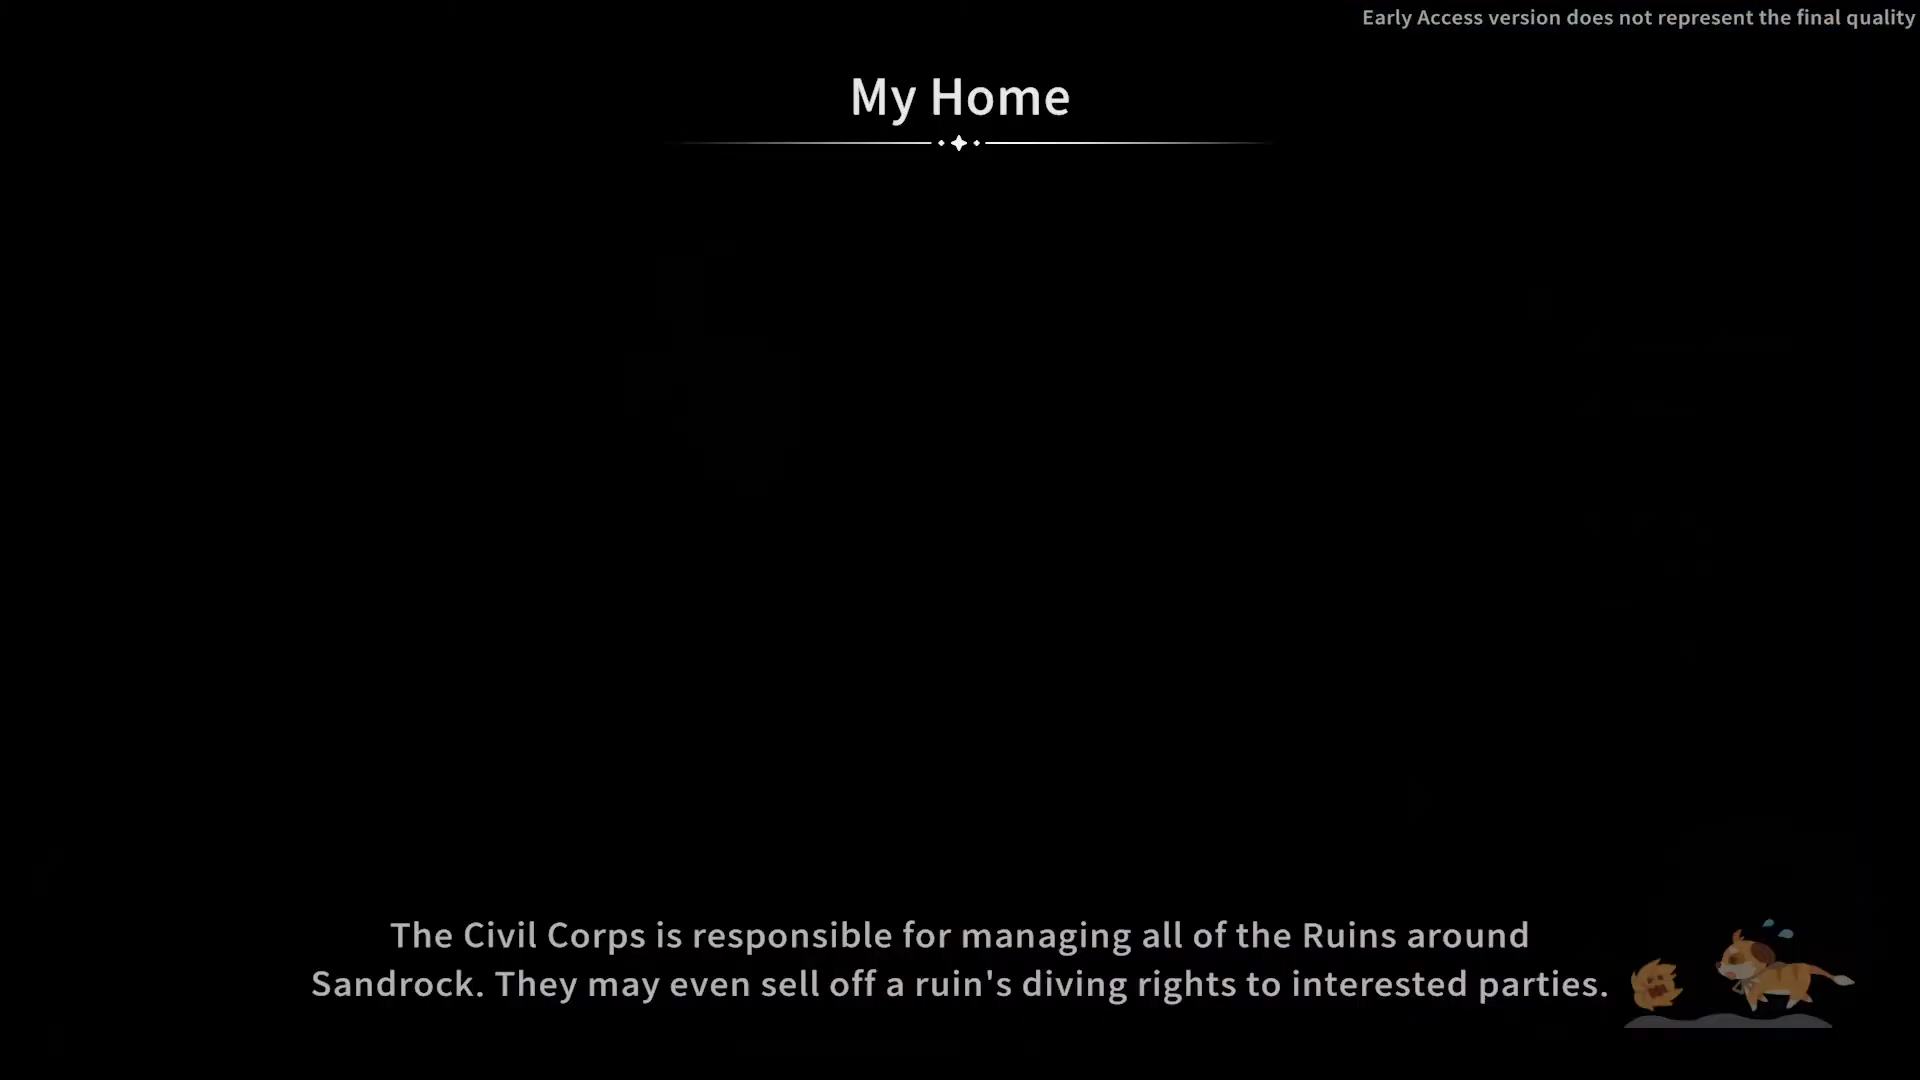 Early Access version does not represent the final quality
My Home
The Civil Corps is responsible for managing all of the Ruins around
Sandrock. They may even sell off a ruin's diving rights to interested parties.